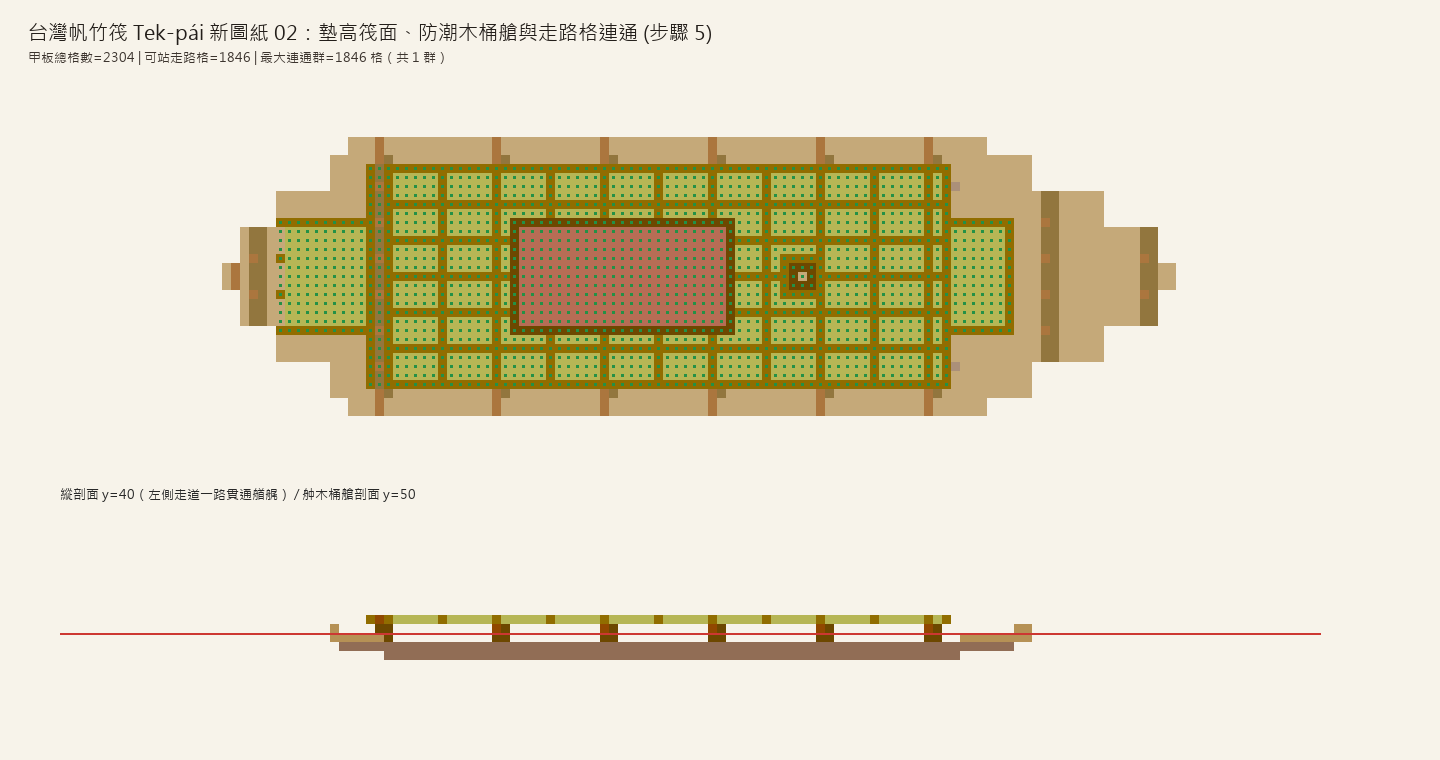 台灣帆竹筏 Tek-pái 新圖紙 02：墊高筏面、防潮木桶艙與走路格連通 (步驟 5)
甲板總格數=2304 | 可站走路格=1846 | 最大連通群=1846 格 ( 共 1 群 )
縱剖面 y=40 ( 左側走道一路貫通艏艉 ) / 舯木桶艙剖面 y=50